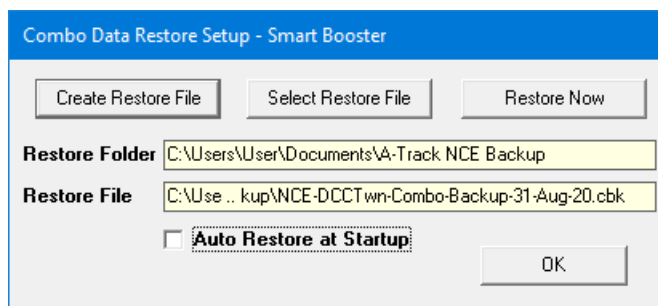 Combo Data Restore Setup - Smart Booster
Create Restore File Select Restore File Restore Now
Restore Folder C:\Users\User\Documents\A-Track NCE Backup
Restore File C:\Use .. kup\NCE-DCCTwn-Combo-Backup-31-Aug-20.cbk
Auto Restore at Startup
OK